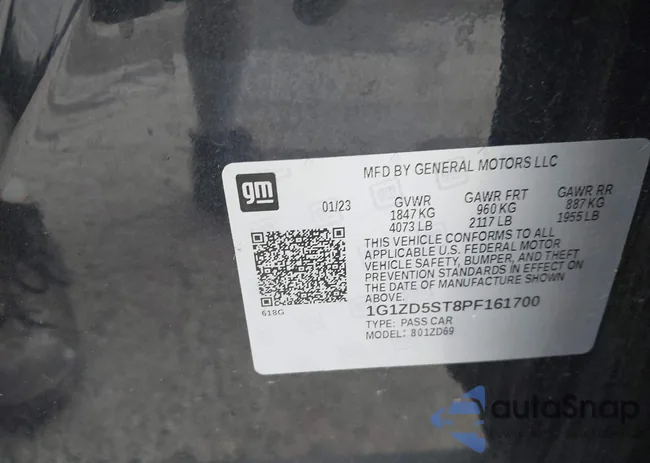 MFD BY GENERAL MOTORS LLC
gm
01/23
GVWR GAWR FRT GAWR RR
1847 KG 960 KG 887 KG
4073 LB 2117 LB 1955 LB
THIS VEHICLE CONFORMS TO ALL
APPLICABLE U.S. FEDERAL MOTOR
VEHICLE SAFETY, BUMPER, AND THEFT
PREVENTION STANDARDS IN EFFECT ON
THE DATE OF MANUFACTURE SHOWN
ABOVE.
618G
1G1ZD5ST8PF161700
TYPE: PASS CAR
MODEL: 801ZD69
autoSnap